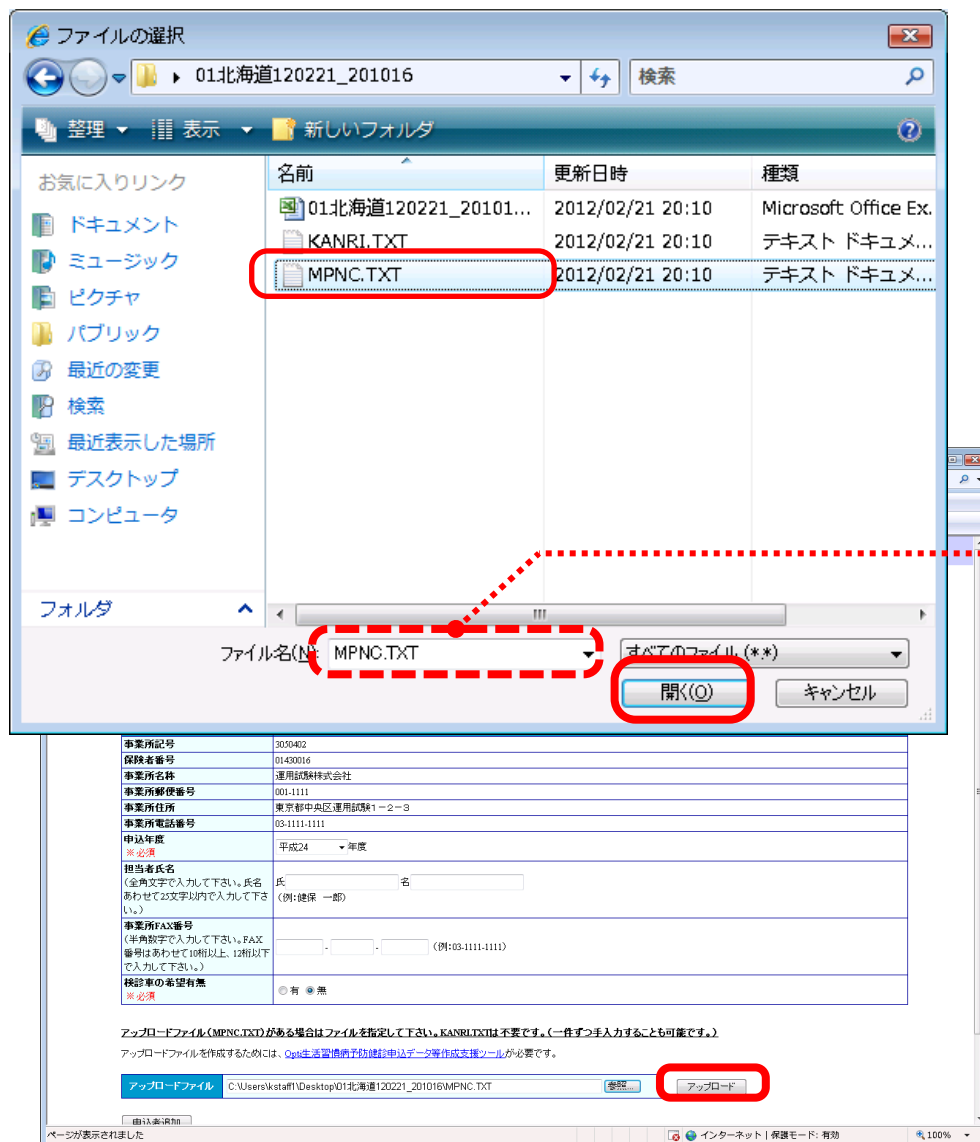 ファイルの選択
01北海道120221_201016 検索
整理 表示 新しいフォルダ
お気に入りリンク
ドキュメント
ミュージック
ピクチャ
パブリック
最近の変更
検索
最近表示した場所
デスクトップ
コンピュータ
フォルダ
名前 更新日時 種類
01北海道120221_20101... 2012/02/21 20:10 Microsoft Office Ex.
KANRI.TXT 2012/02/21 20:10 テキスト ドキュメ...
MPNC.TXT 2012/02/21 20:10 テキスト ドキュメ...
ファイル名(N): MPNC.TXT すべてのファイル (*.*)
開く(O) キャンセル
事業所記号 3050402
保険者番号 01430016
事業所名称 運用試験株式会社
事業所郵便番号 001-1111
事業所住所 東京都中央区運用試験1-2-3
事業所電話番号 03-1111-1111
申込年度
※必須
平成24 年度
担当者氏名
(全角文字で入力して下さい。氏名
あわせて25文字以内で入力して下さ
い。)
氏 名
(例:健保 一郎)
事業所FAX番号
(半角数字で入力して下さい。FAX
番号はあわせて10桁以上、12桁以下
で入力して下さい。)
- - (例:03-1111-1111)
検診車の希望有無
※必須
有 無
アップロードファイル(MPNC.TXT)がある場合はファイルを指定して下さい。KANRI.TXTは不要です。(一件ずつ手入力することも可能です。)
アップロードファイルを作成するためには、Opti生活習慣病予防健診申込データ等作成支援ツールが必要です。
アップロードファイル C:\Users\kstaff1\Desktop\01北海道120221_201016\MPNC.TXT 参照... アップロード
申込者追加
ページが表示されました インターネット | 保護モード: 有効 100%